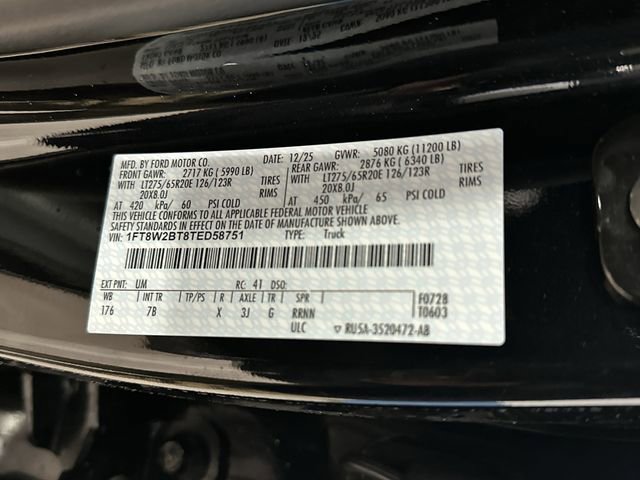 MFD. BY FORD MOTOR CO. DATE: 12/25 GVWR: 5080 KG (11200 LB)
FRONT GAWR: 2717 KG ( 5990 LB) REAR GAWR: 2876 KG ( 6340 LB)
WITH LT275/65R20E 126/123R TIRES WITH LT275/65R20E 126/123R TIRES
20X8.0J RIMS 20X8.0J RIMS
AT 420 kPa/ 60 PSI COLD AT 450 kPa/ 65 PSI COLD
THIS VEHICLE CONFORMS TO ALL APPLICABLE FEDERAL MOTOR VEHICLE
SAFETY AND THEFT PREVENTION STANDARDS IN EFFECT ON THE DATE OF MANUFACTURE SHOWN ABOVE.
VIN: 1FT8W2BT8TED58751 TYPE: Truck
EXT PNT: UM RC: 41 DSO:
WB INT TR TP/PS R AXLE TR SPR F0728
176 7B X 3J G RRNN T0603
ULC ▽ RU5A-3520472-AB